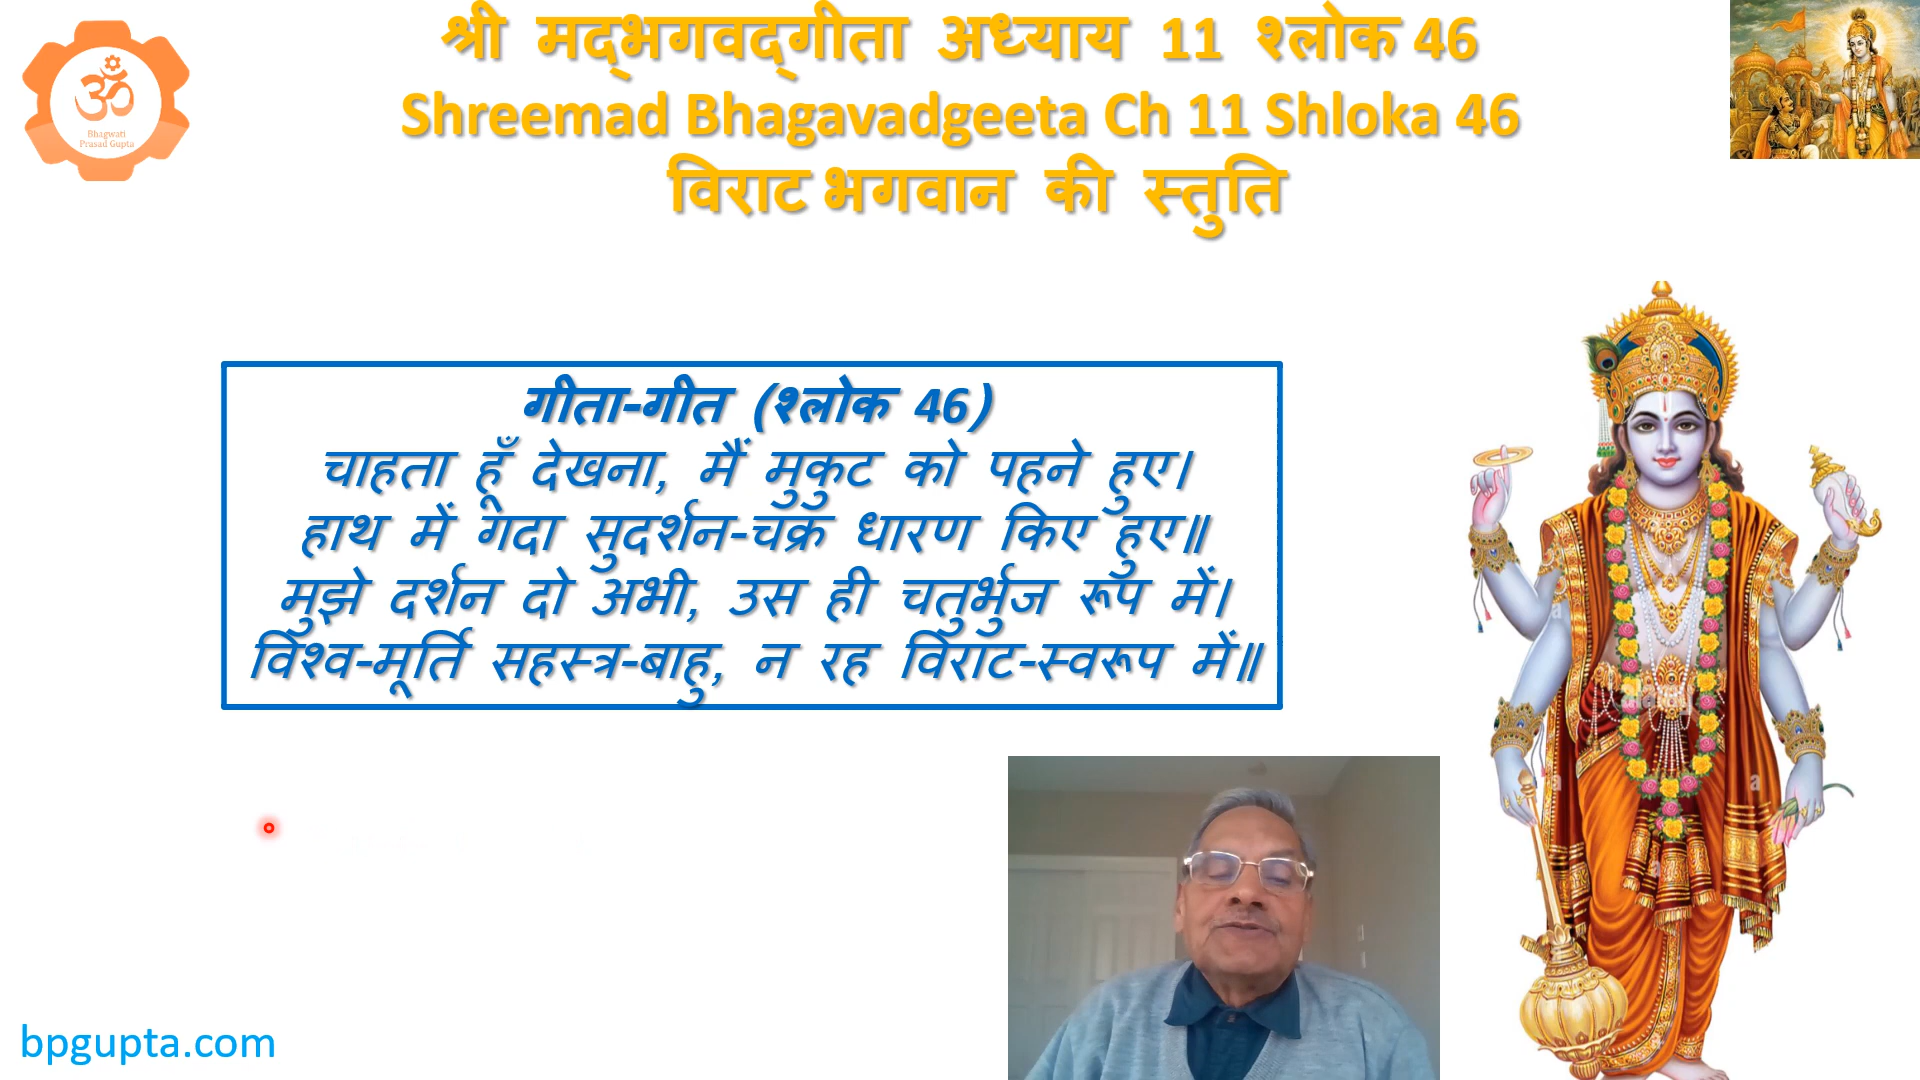 श्री मद्भगवद्गीता अध्याय 11 श्लोक 46
Shreemad Bhagavadgeeta Ch 11 Shloka 46
विराट भगवान की स्तुति
ॐ
Bhagwati
Prasad Gupta
गीता-गीत (श्लोक 46)
चाहता हूँ देखना, मैं मुकुट को पहने हुए।
हाथ में गदा सुदर्शन-चक्र धारण किए हुए॥
मुझे दर्शन दो अभी, उस ही चतुर्भुज रूप में।
विश्व-मूर्ति सहस्त्र-बाहु, न रह विराट-स्वरूप में॥
bpgupta.com